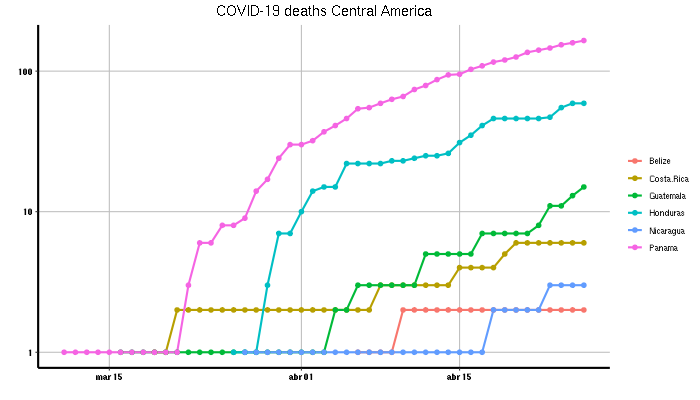 COVID-19 deaths Central America
100
10
1
mar 15
abr 01
abr 15
Belize
Costa.Rica
Guatemala
Honduras
Nicaragua
Panama